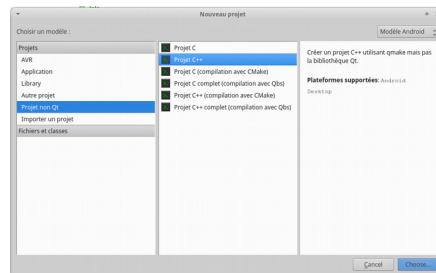 Nouveau projet
Choisir un modèle :
Modèle Android
Projets
AVR
Application
Library
Autre projet
Projet non Qt
Importer un projet
Fichiers et classes
Projet C
Projet C++
Projet C (compilation avec CMake)
Projet C complet (compilation avec Qbs)
Projet C++ (compilation avec CMake)
Projet C++ complet (compilation avec Qbs)
Créer un projet C++ utilisant qmake mais pas
la bibliothèque Qt.
Plateformes supportées: Android
Desktop
Cancel
Choose...